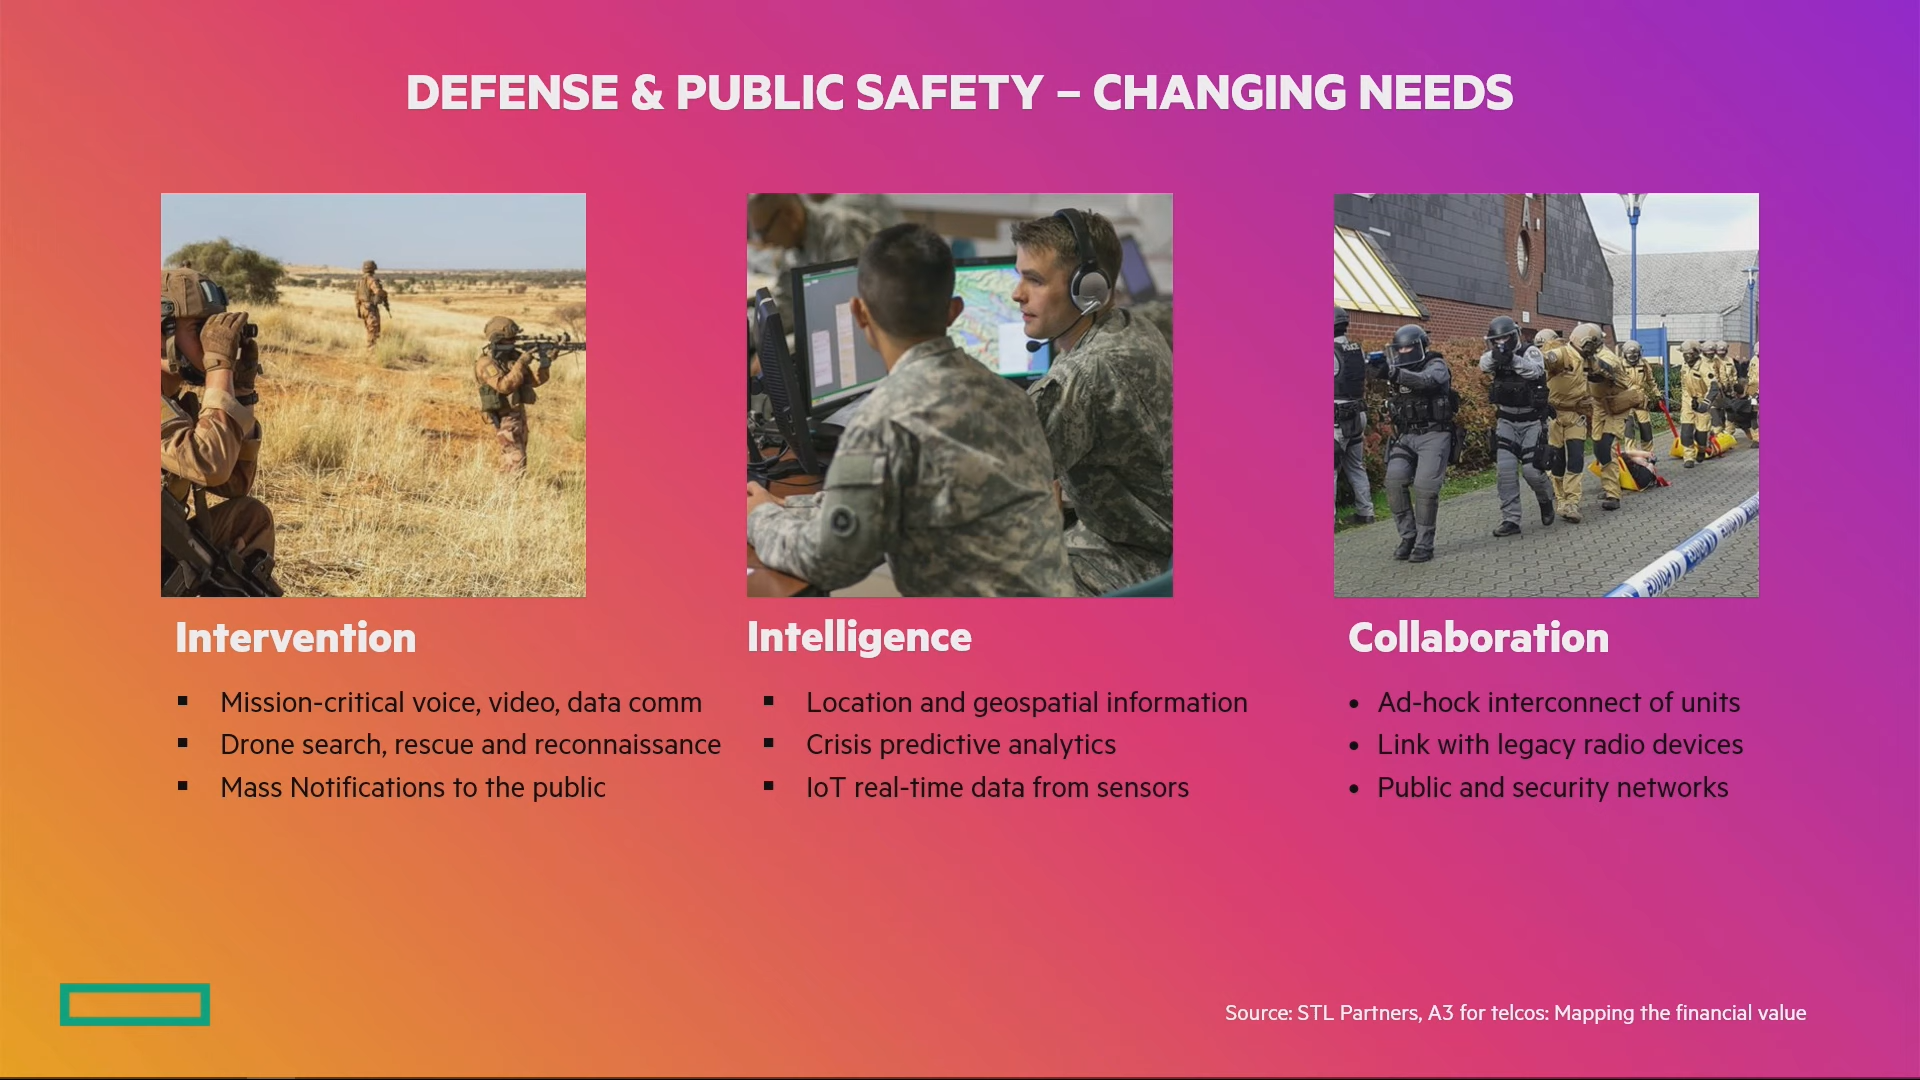 DEFENSE & PUBLIC SAFETY – CHANGING NEEDS
Intervention
Mission-critical voice, video, data comm
Drone search, rescue and reconnaissance
Mass Notifications to the public
Intelligence
Location and geospatial information
Crisis predictive analytics
IoT real-time data from sensors
Collaboration
Ad-hock interconnect of units
Link with legacy radio devices
Public and security networks
Source: STL Partners, A3 for telcos: Mapping the financial value